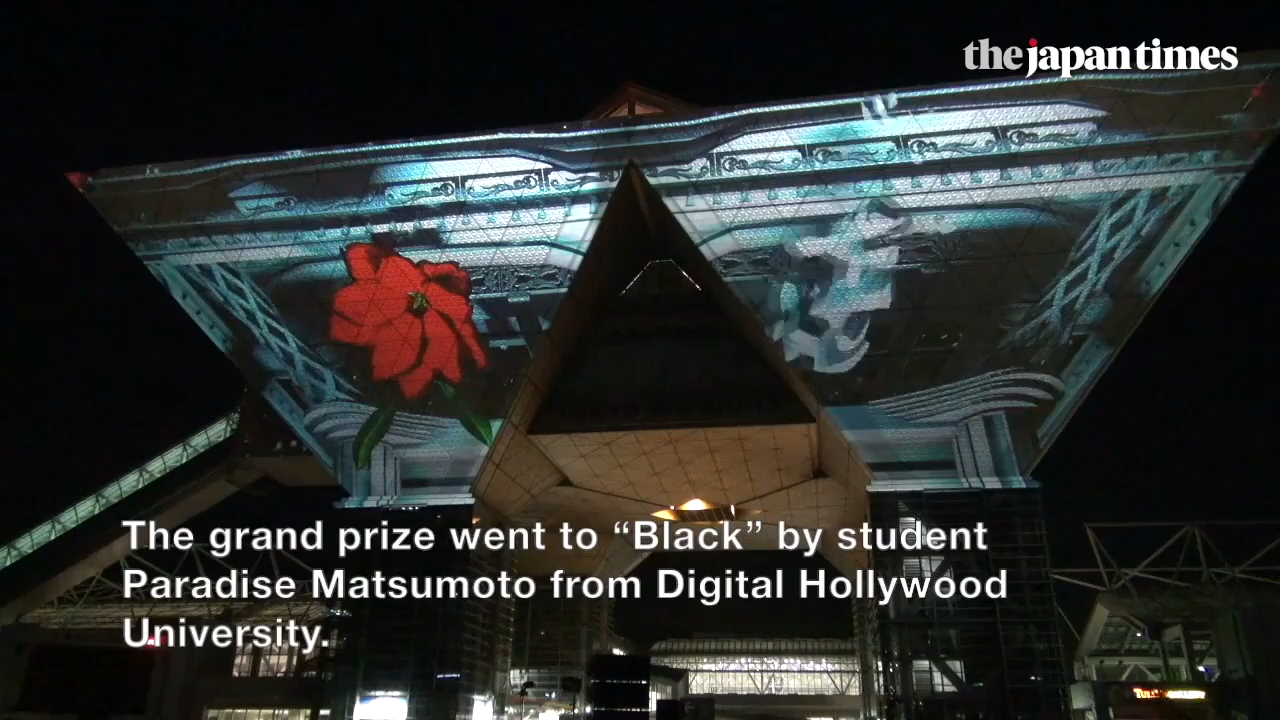 the japan times
The grand prize went to “Black” by student
Paradise Matsumoto from Digital Hollywood
University.